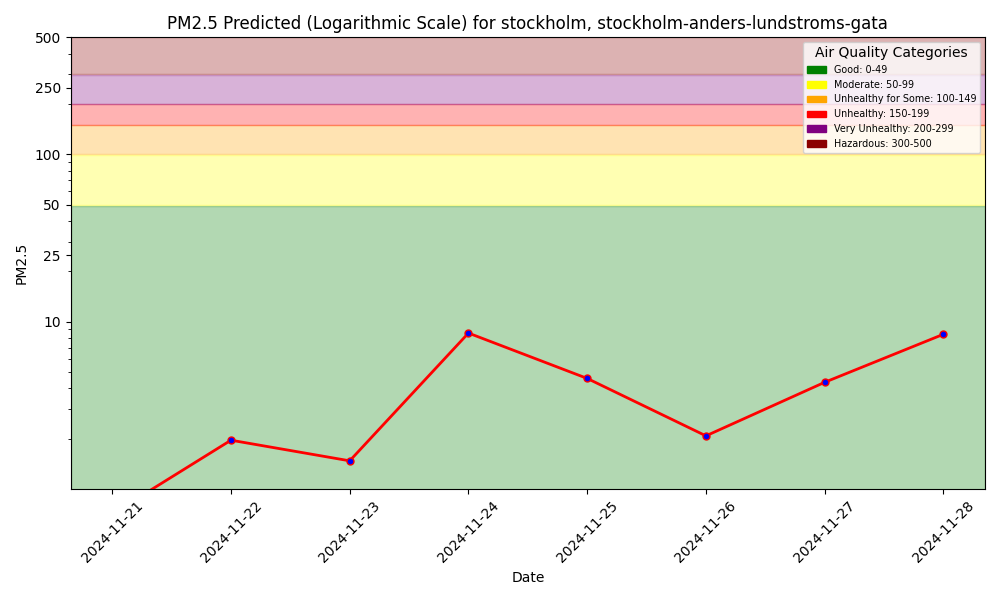 PM2.5 Predicted (Logarithmic Scale) for stockholm, stockholm-anders-lundstroms-gata
Air Quality Categories
Good: 0-49
Moderate: 50-99
Unhealthy for Some: 100-149
Unhealthy: 150-199
Very Unhealthy: 200-299
Hazardous: 300-500
500
250
100
50
25
10
PM2.5
2024-11-21
2024-11-22
2024-11-23
2024-11-24
2024-11-25
2024-11-26
2024-11-27
2024-11-28
Date